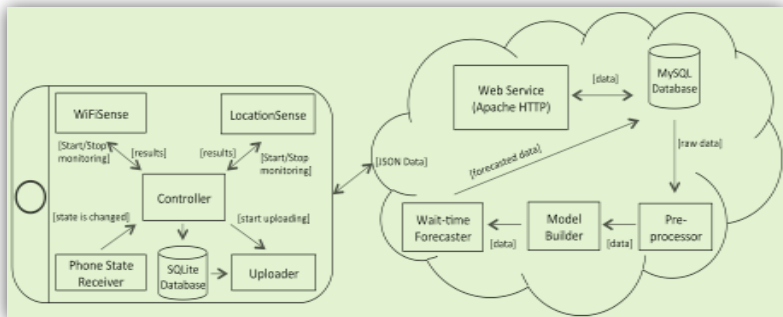 WiFiSense
LocationSense
[Start/Stop
monitoring]
[results]
[results]
[Start/Stop
monitoring]
Controller
[state is changed]
[start uploading]
Phone State
Receiver
SQLite
Database
Uploader
[JSON Data]
Web Service
(Apache HTTP)
[data]
MySQL
Database
[forecasted data]
[raw data]
Wait-time
Forecaster
[data]
Model
Builder
[data]
Pre-
processor